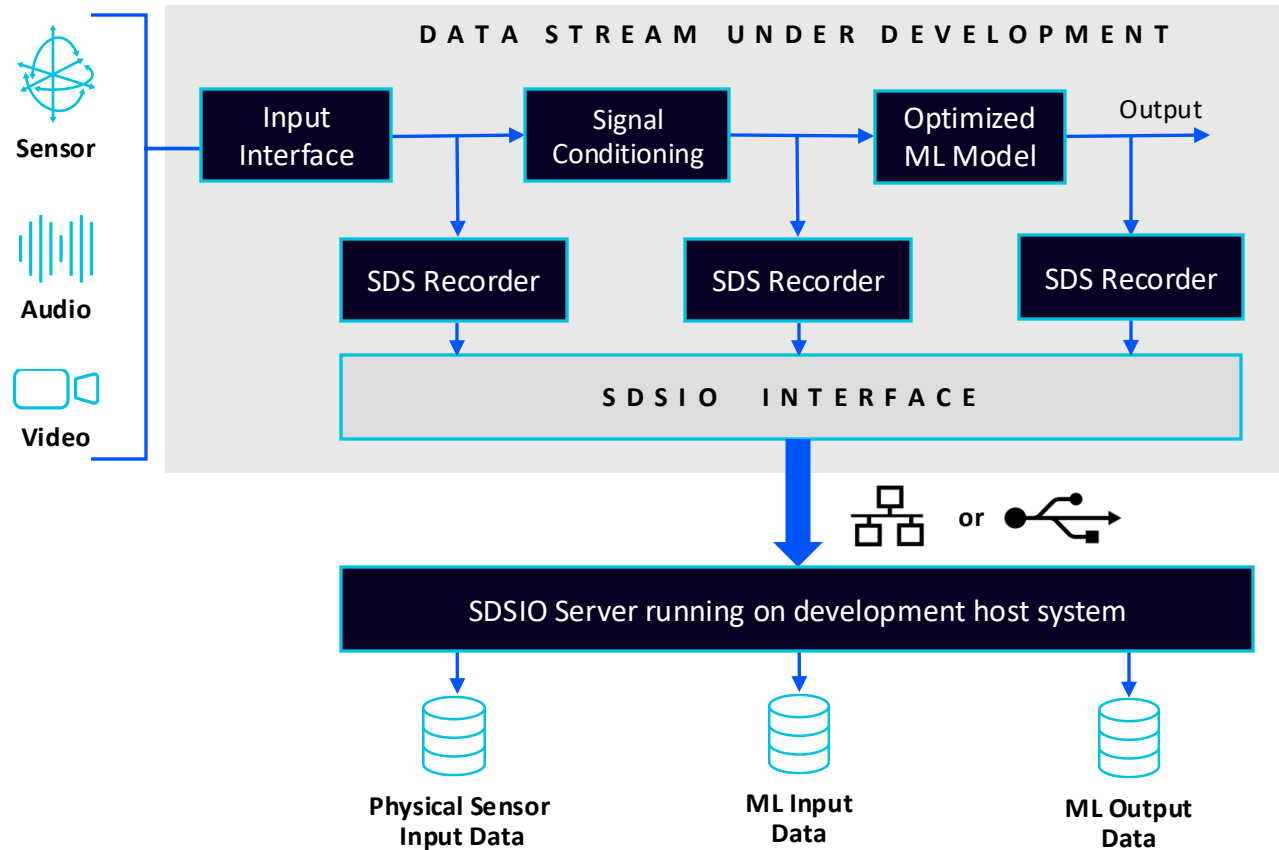 DATA STREAM UNDER DEVELOPMENT
Sensor
Audio
Video
Input
Interface
Signal
Conditioning
Optimized
ML Model
Output
SDS Recorder
SDS Recorder
SDS Recorder
SDSIO INTERFACE
or
SDSIO Server running on development host system
Physical Sensor
Input Data
ML Input
Data
ML Output
Data